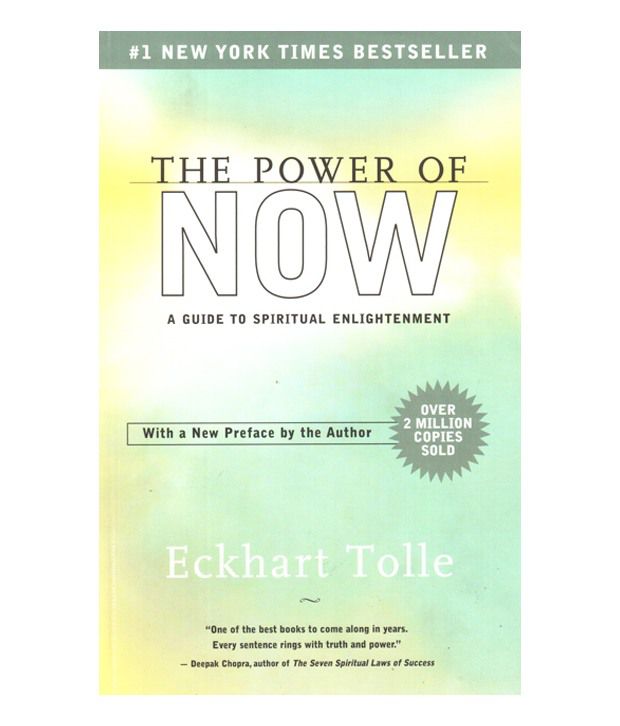 #1 NEW YORK TIMES BESTSELLER
THE POWER OF
NOW
A GUIDE TO SPIRITUAL ENLIGHTENMENT
With a New Preface by the Author
OVER
2 MILLION
COPIES
SOLD
Eckhart Tolle
“One of the best books to come along in years.
Every sentence rings with truth and power.”
— Deepak Chopra, author of The Seven Spiritual Laws of Success